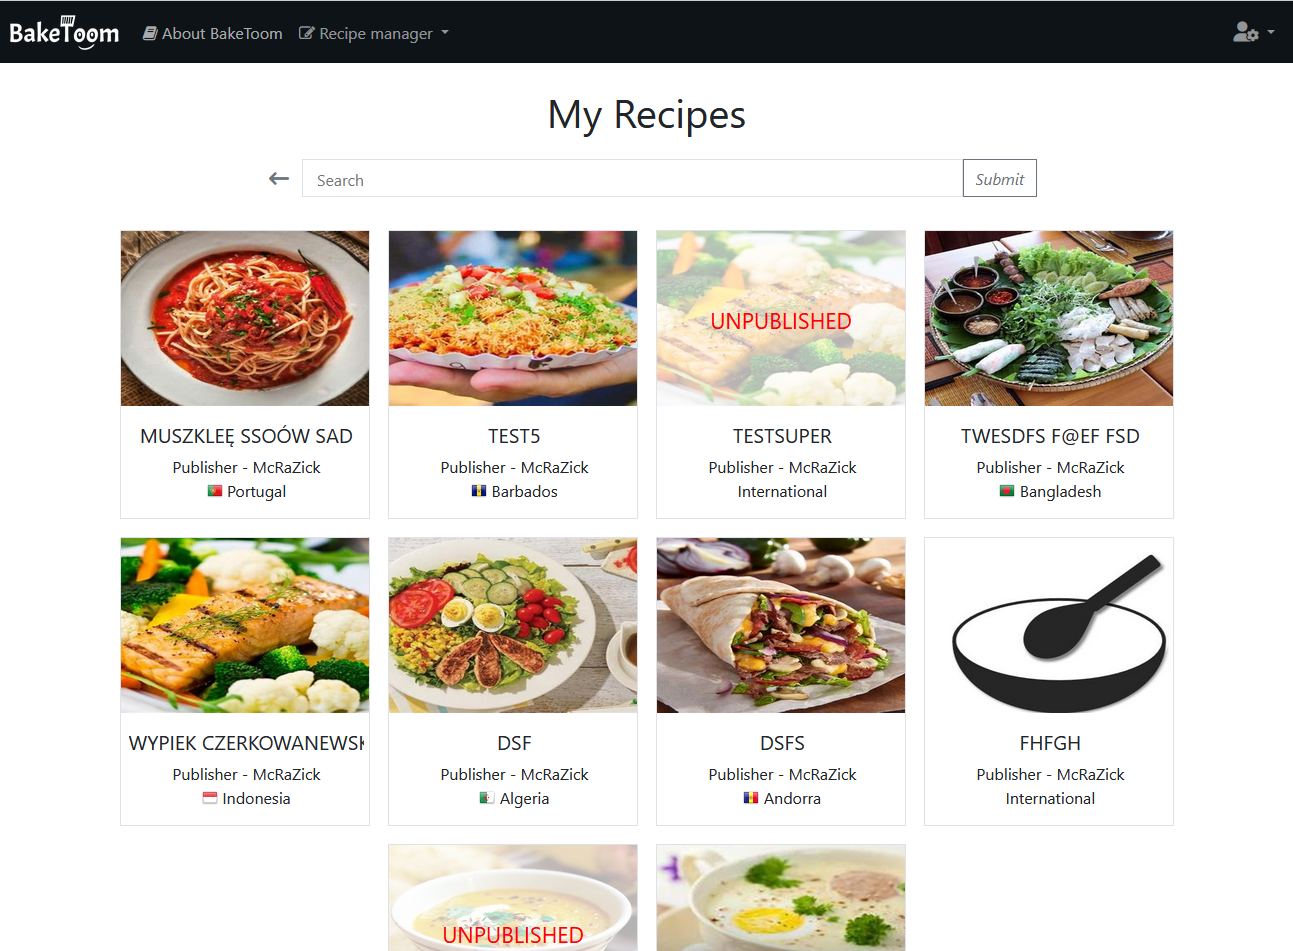 BakeToom
About BakeToom
Recipe manager
My Recipes
Search
Submit
UNPUBLISHED
MUSZKLEĘ SSOÓW SAD
Publisher - McRaZick
Portugal
TEST5
Publisher - McRaZick
Barbados
TESTSUPER
Publisher - McRaZick
International
TWESDFS F@EF FSD
Publisher - McRaZick
Bangladesh
WYPIEK CZERKOWANEWSK
Publisher - McRaZick
Indonesia
DSF
Publisher - McRaZick
Algeria
DSFS
Publisher - McRaZick
Andorra
FHFGH
Publisher - McRaZick
International
UNPUBLISHED